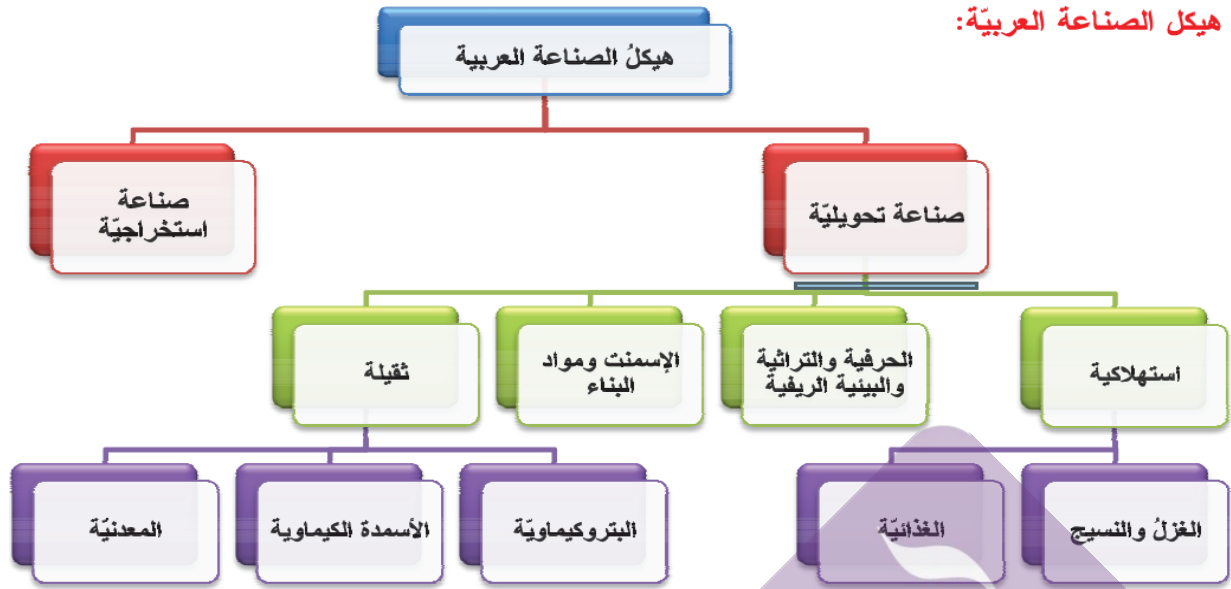 هيكل الصناعة العربيّة:
هيكلُ الصناعة العربية
صناعة تحويليّة
صناعة
استخراجيّة
استهلاكية
الحرفية والتراثية
والبيئية الريفية
الإسمنت ومواد
البناء
ثقيلة
الغزلُ والنسيج
الغذائيّة
البتروكيماويّة
الأسمدة الكيماوية
المعدنيّة